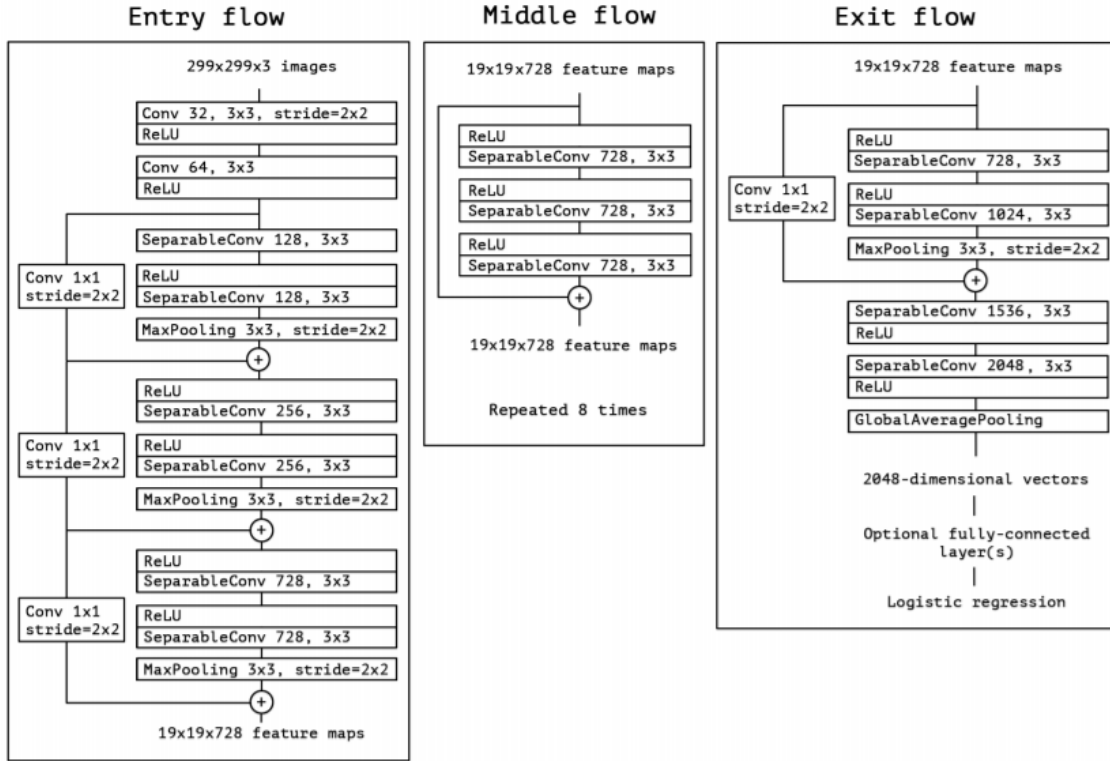 Entry flow
299x299x3 images
Conv 32, 3x3, stride=2x2
ReLU
Conv 64, 3x3
ReLU
SeparableConv 128, 3x3
Conv 1x1
stride=2x2
ReLU
SeparableConv 128, 3x3
MaxPooling 3x3, stride=2x2
+
ReLU
SeparableConv 256, 3x3
Conv 1x1
stride=2x2
ReLU
SeparableConv 256, 3x3
MaxPooling 3x3, stride=2x2
+
ReLU
SeparableConv 728, 3x3
Conv 1x1
stride=2x2
ReLU
SeparableConv 728, 3x3
MaxPooling 3x3, stride=2x2
+
19x19x728 feature maps
Middle flow
19x19x728 feature maps
ReLU
SeparableConv 728, 3x3
ReLU
SeparableConv 728, 3x3
ReLU
SeparableConv 728, 3x3
+
19x19x728 feature maps
Repeated 8 times
Exit flow
19x19x728 feature maps
ReLU
SeparableConv 728, 3x3
Conv 1x1
stride=2x2
ReLU
SeparableConv 1024, 3x3
MaxPooling 3x3, stride=2x2
+
SeparableConv 1536, 3x3
ReLU
SeparableConv 2048, 3x3
ReLU
GlobalAveragePooling
2048-dimensional vectors
Optional fully-connected
layer(s)
Logistic regression